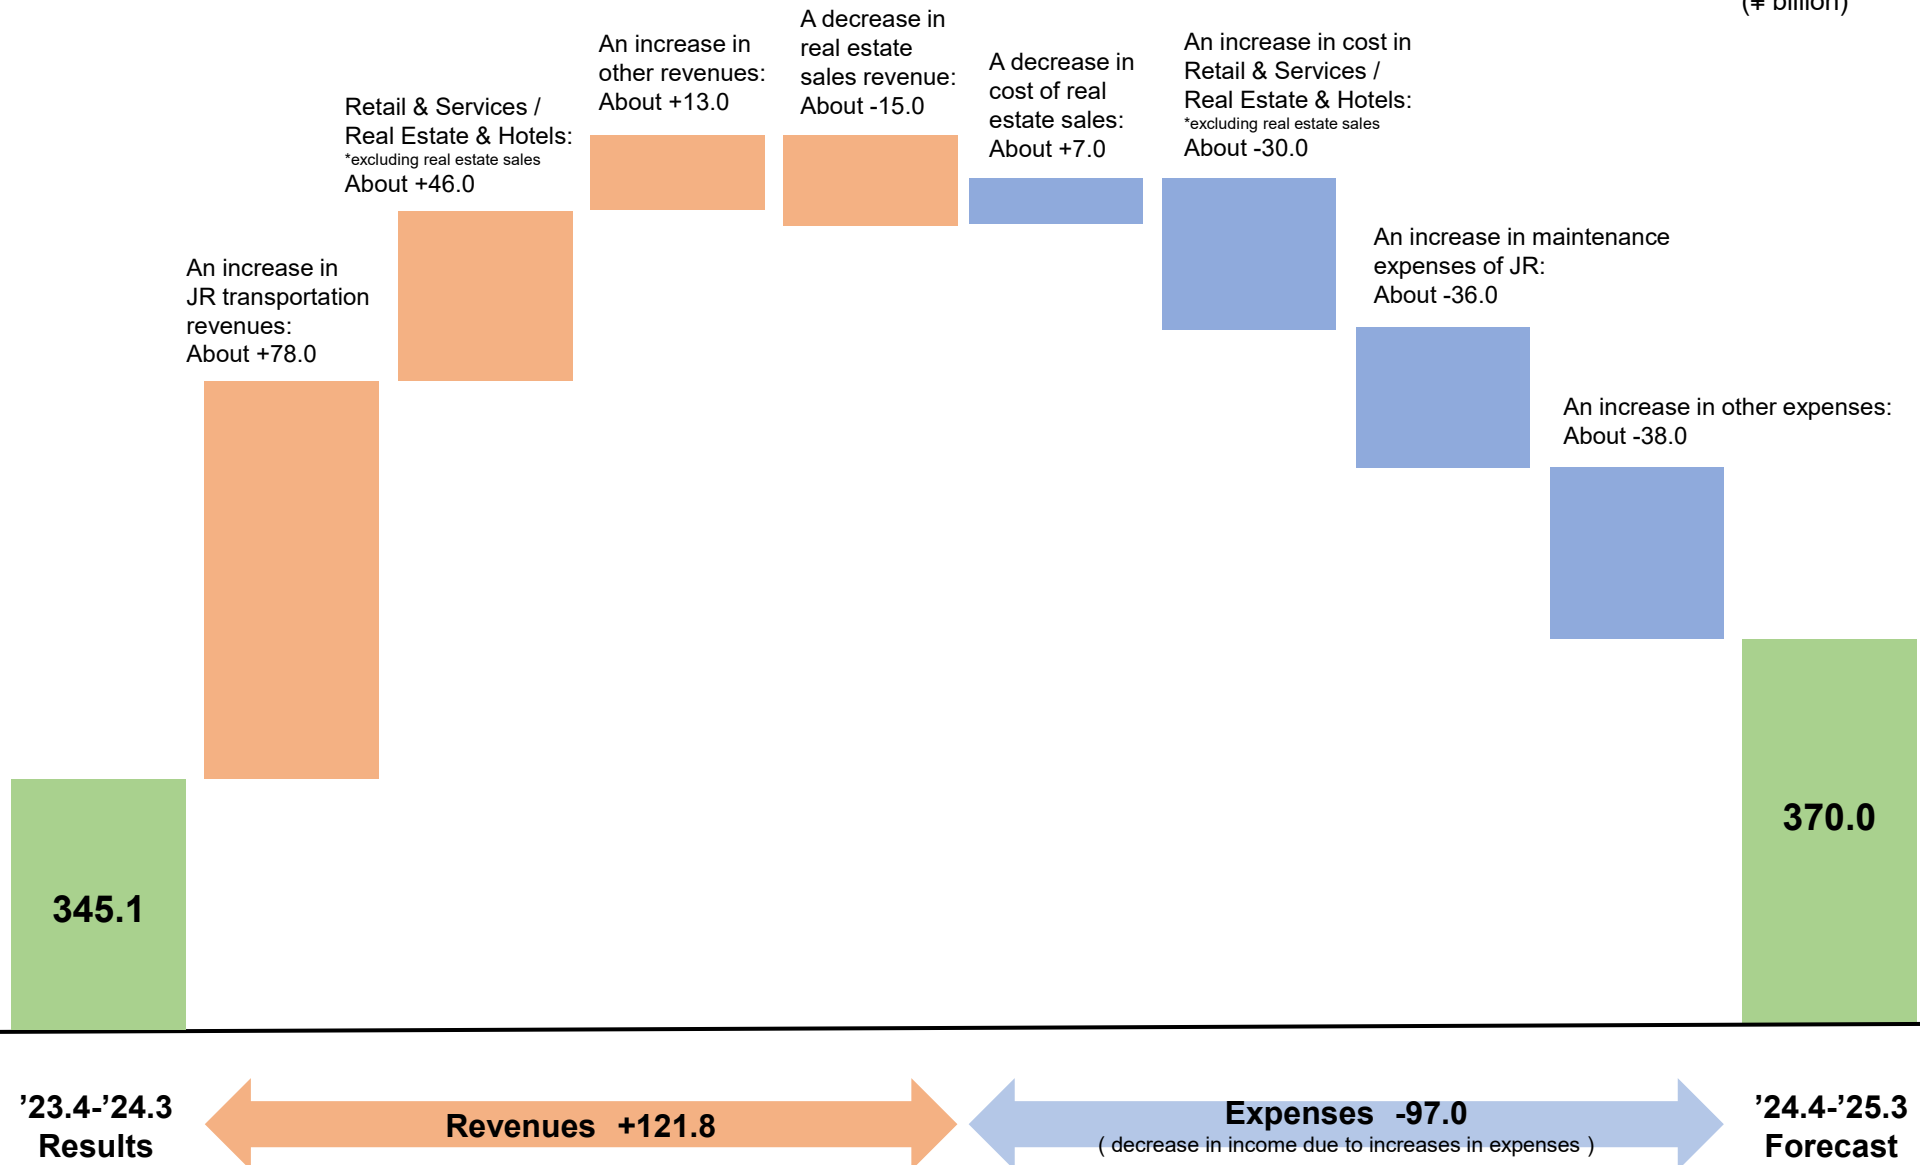 (¥ billion)
A decrease in
real estate
sales revenue:
About -15.0
An increase in
other revenues:
About +13.0
A decrease in
cost of real
estate sales:
About +7.0
An increase in cost in
Retail & Services /
Real Estate & Hotels:
*excluding real estate sales
About -30.0
Retail & Services /
Real Estate & Hotels:
*excluding real estate sales
About +46.0
An increase in maintenance
expenses of JR:
About -36.0
An increase in
JR transportation
revenues:
About +78.0
An increase in other expenses:
About -38.0
345.1
370.0
’23.4-’24.3
Results
Revenues +121.8
Expenses -97.0
( decrease in income due to increases in expenses )
’24.4-’25.3
Forecast